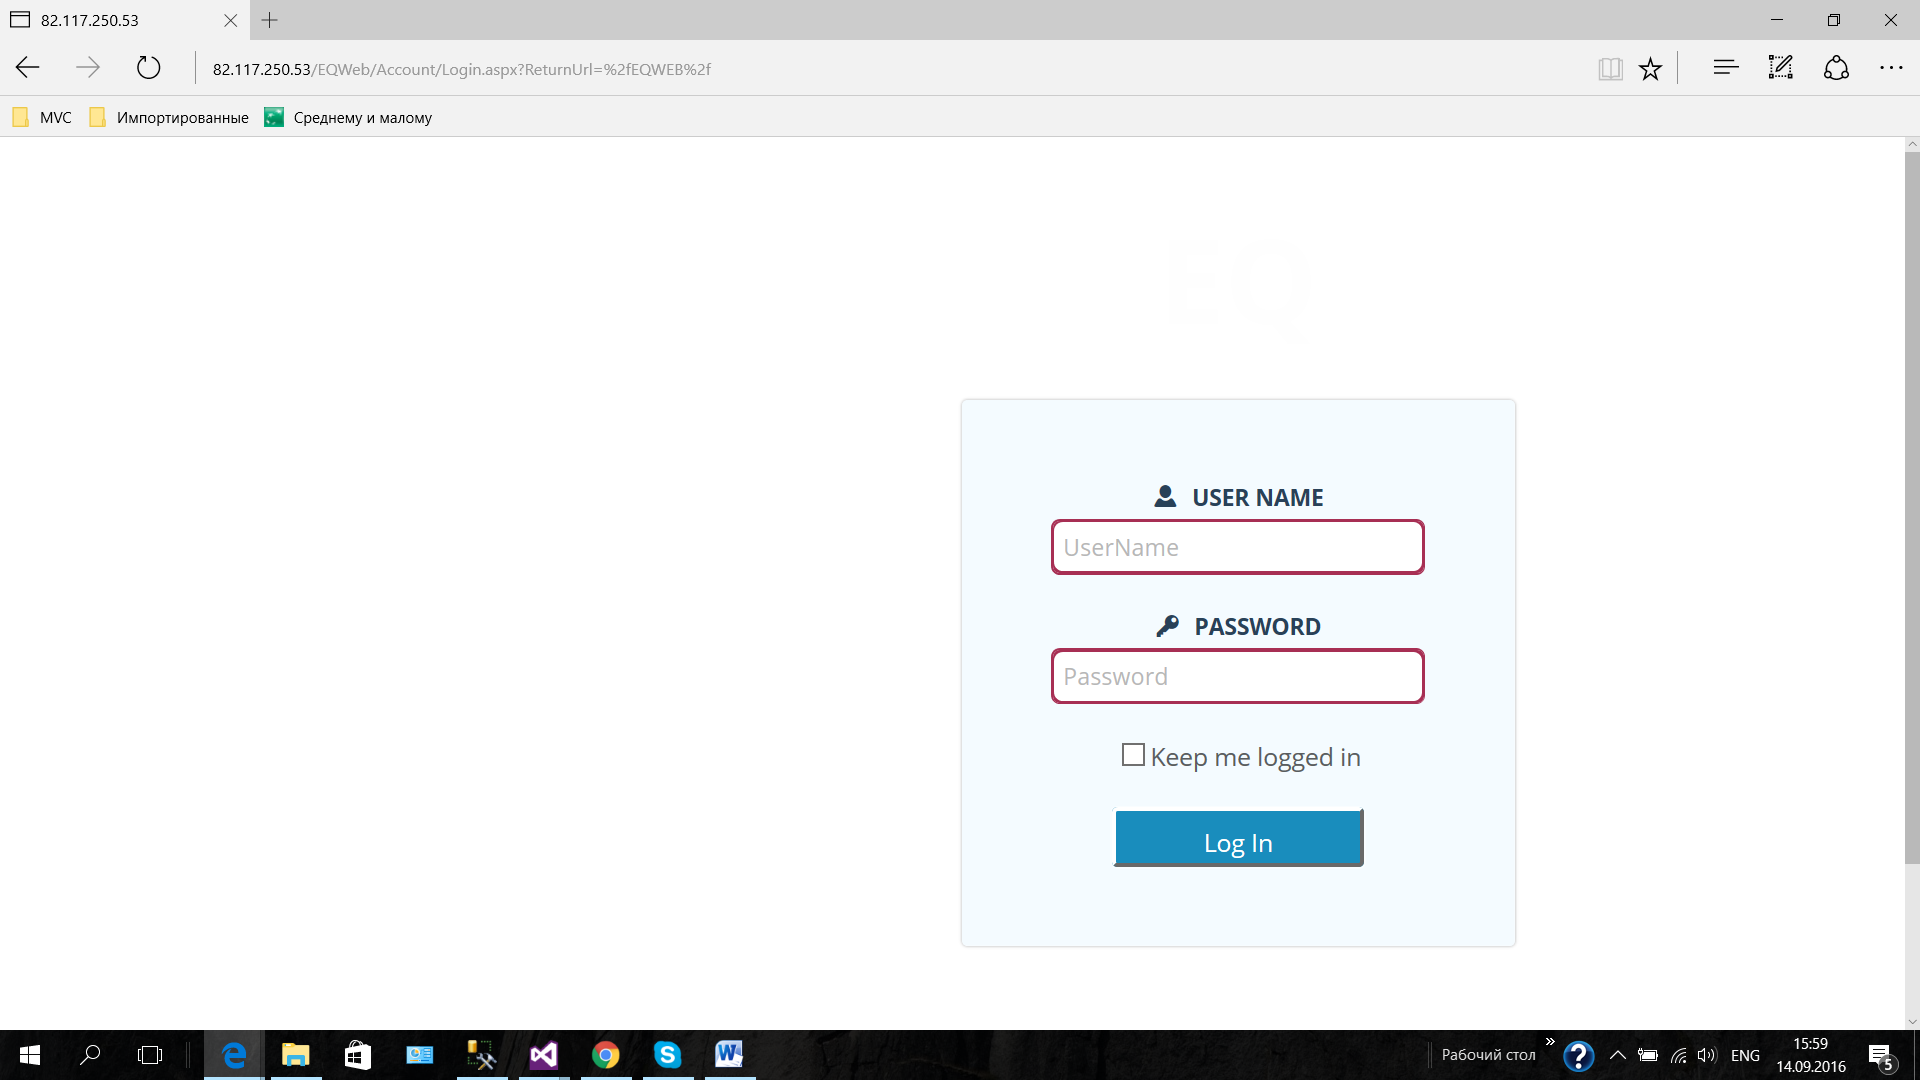 82.117.250.53
82.117.250.53/EQWeb/Account/Login.aspx?ReturnUrl=%2fEQWEB%2f
MVC Импортированные Среднему и малому
EQ
USER NAME
UserName
PASSWORD
Password
Keep me logged in
Log In
Рабочий стол » ENG 15:59
14.09.2016 5